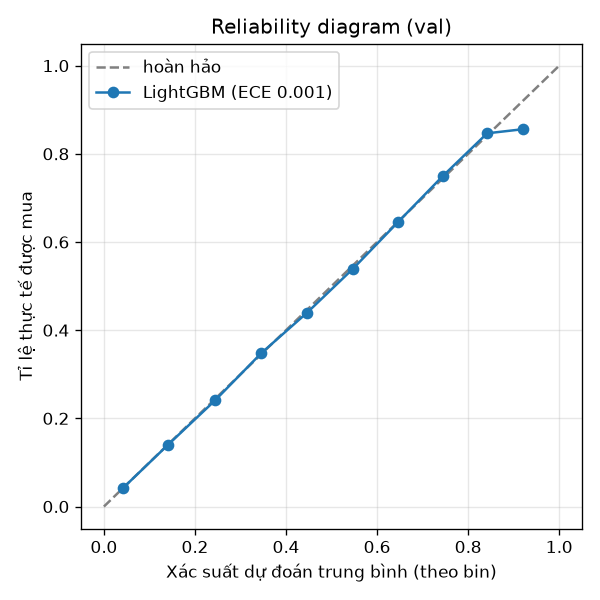 Reliability diagram (val)
hoàn hảo
LightGBM (ECE 0.001)
Tỉ lệ thực tế được mua
1.0
0.8
0.6
0.4
0.2
0.0
0.0 0.2 0.4 0.6 0.8 1.0
Xác suất dự đoán trung bình (theo bin)